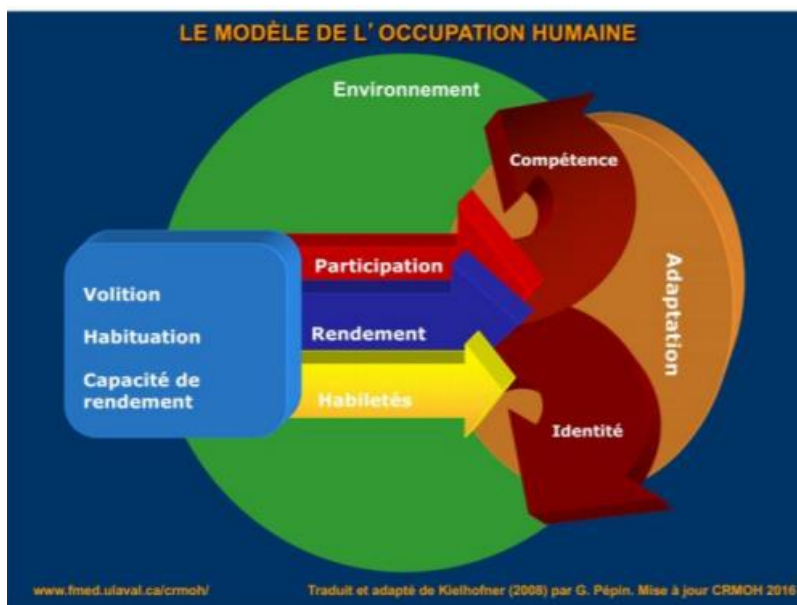 LE MODÈLE DE L'OCCUPATION HUMAINE
Environnement
Compétence
Participation
Adaptation
Volition
Habituation
Rendement
Capacité de
rendement
Habiletés
Identité
www.fmed.ulaval.ca/crmoh/
Traduit et adapté de Kielhofner (2008) par G. Pépin. Mise à jour CRMOH 2016